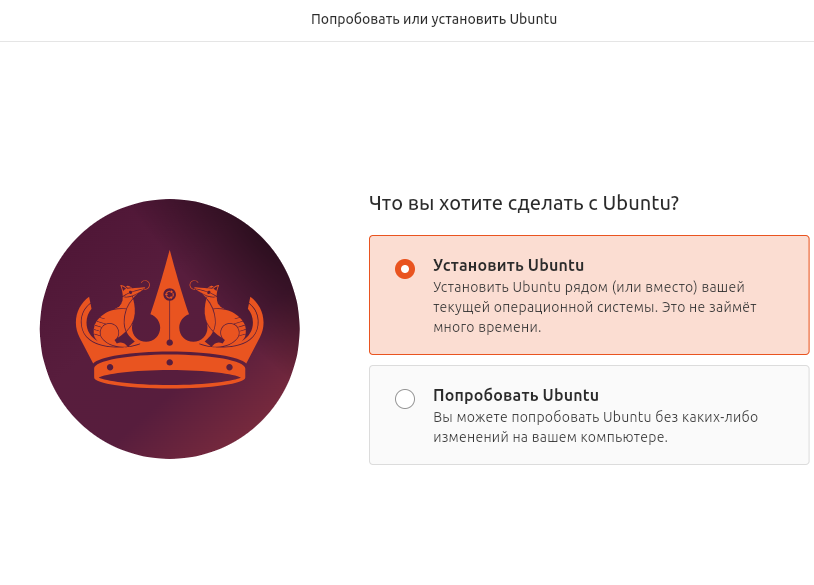 Попробовать или установить Ubuntu
Что вы хотите сделать с Ubuntu?
Установить Ubuntu
Установить Ubuntu рядом (или вместо) вашей
текущей операционной системы. Это не займёт
много времени.
Попробовать Ubuntu
Вы можете попробовать Ubuntu без каких-либо
изменений на вашем компьютере.